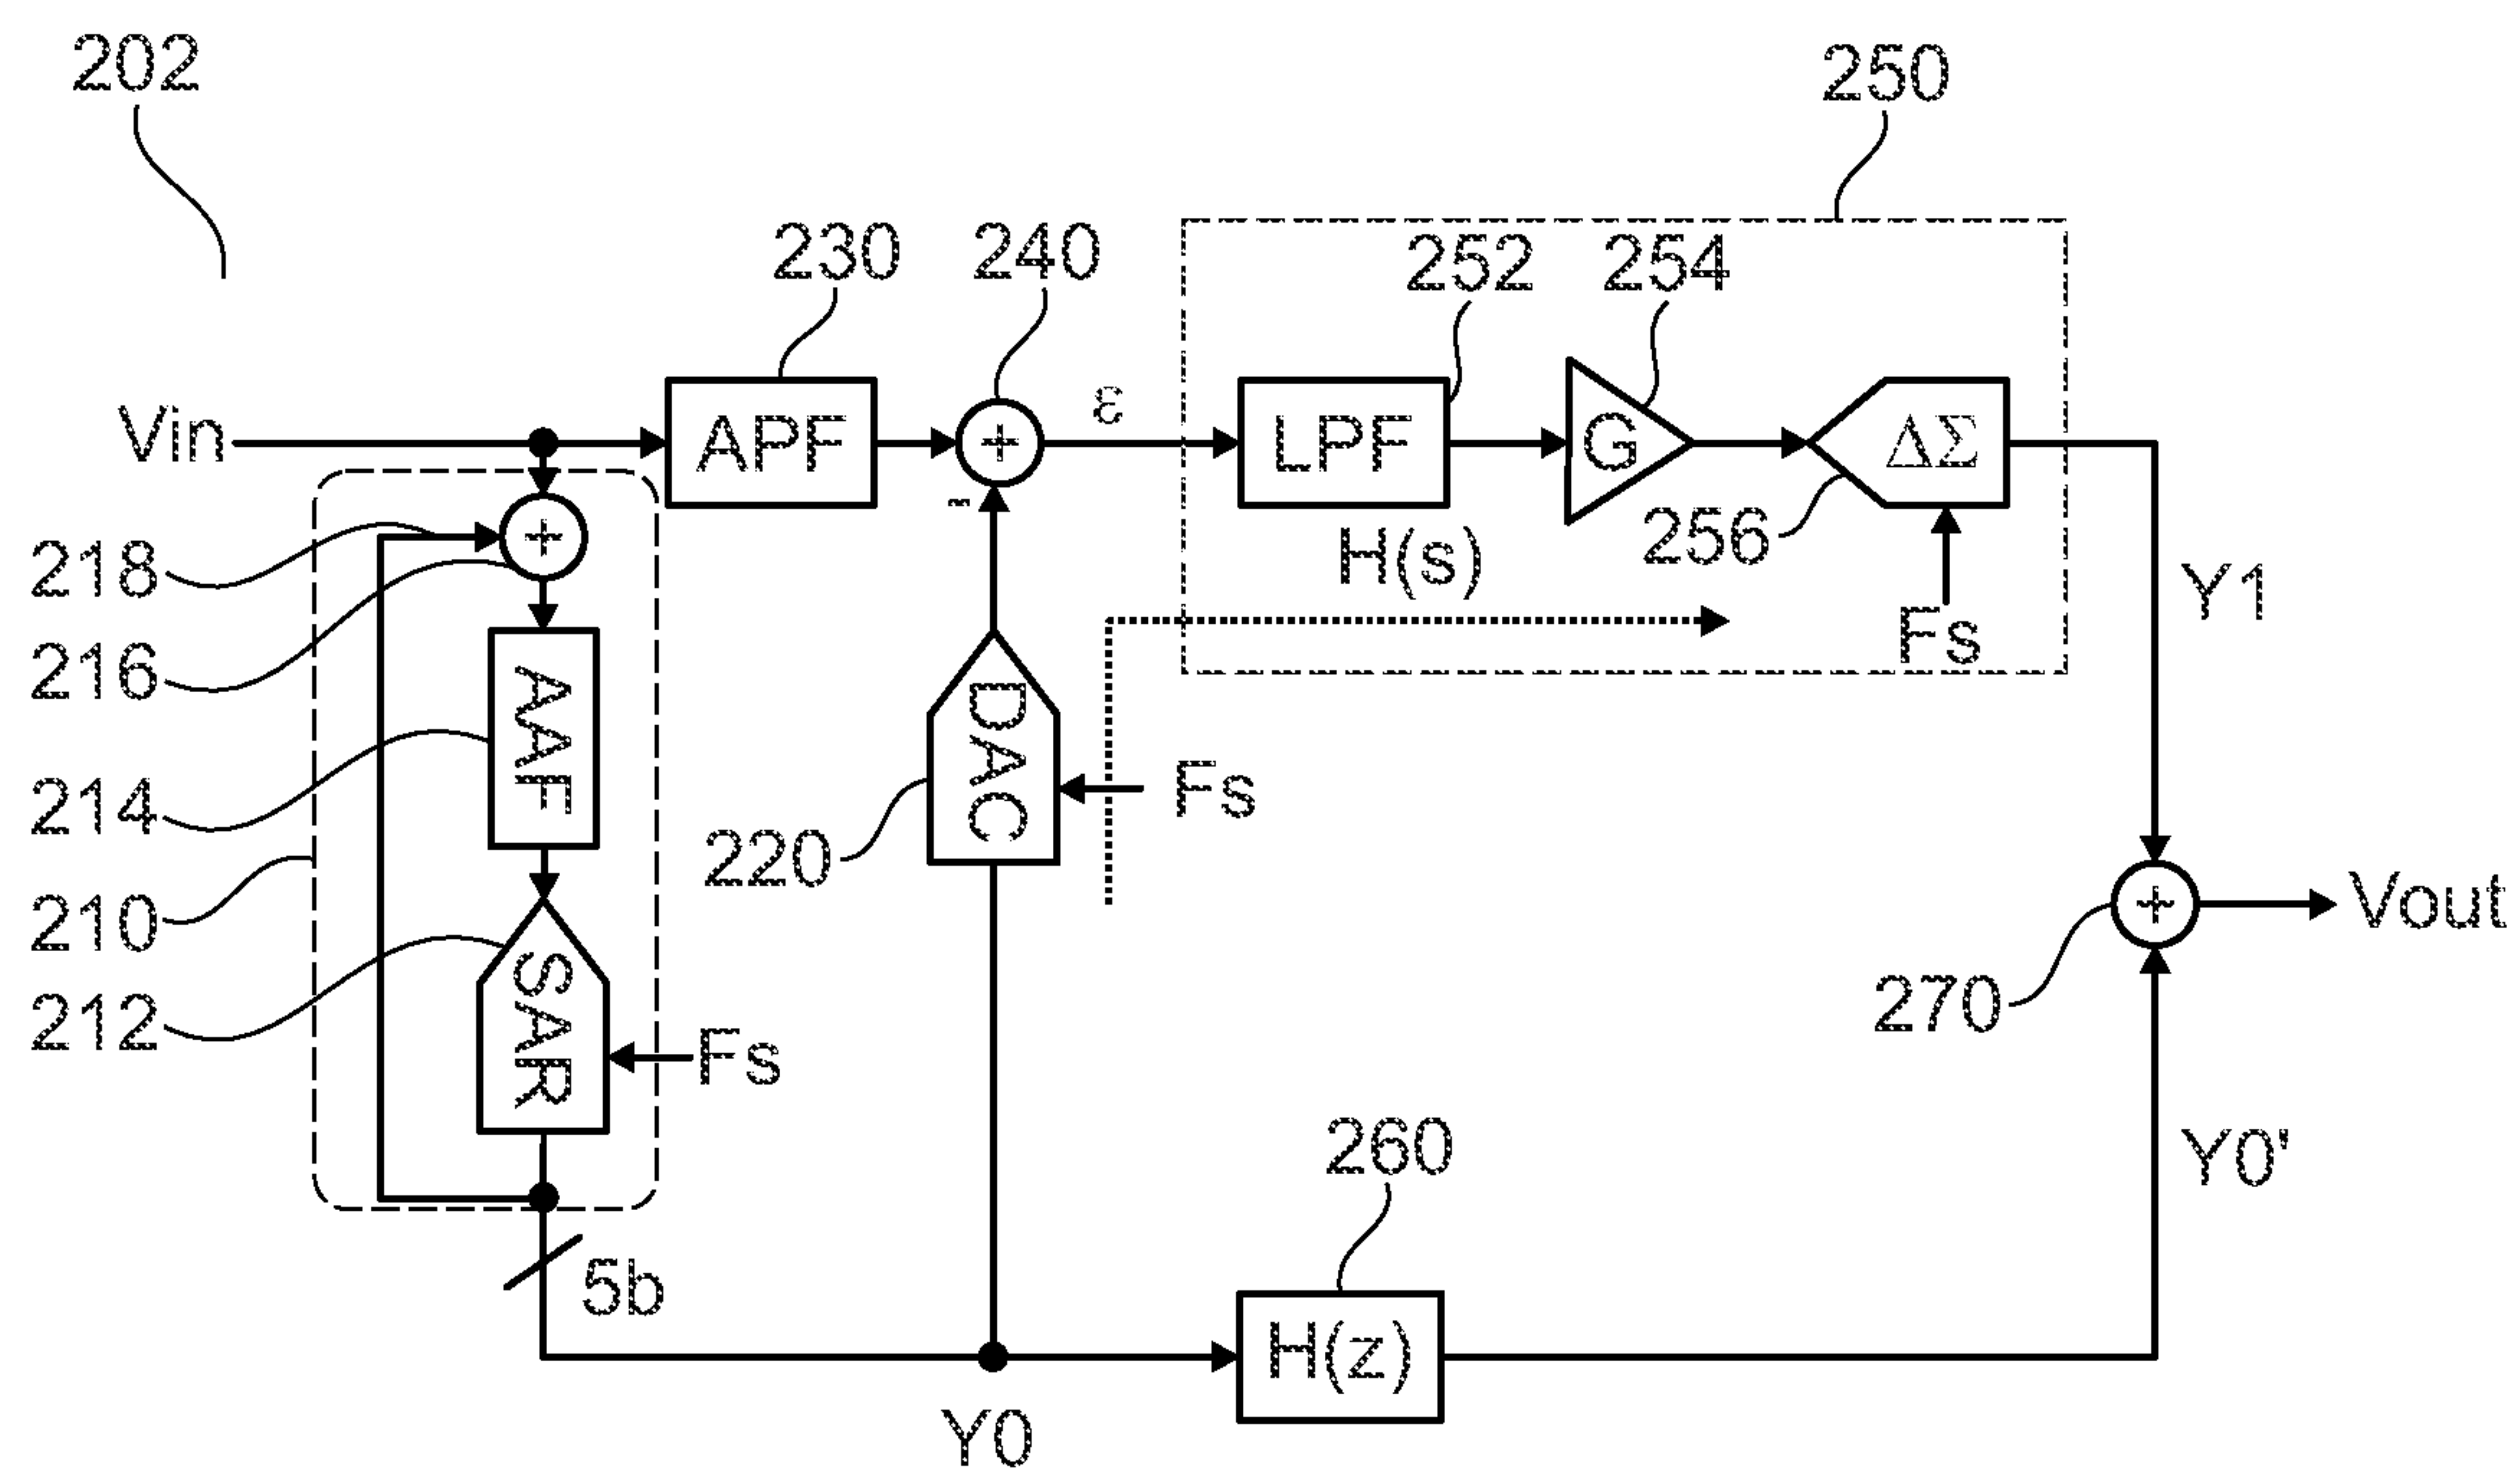 202
250
230
240
252
254
Vin
APF
+
ε
LPF
G
ΔΣ
-
218
+
256
H(s)
Y1
Fs
216
AAF
DAC
214
Fs
220
210
+
Vout
SAR
212
270
Fs
260
Y0'
5b
H(z)
Y0